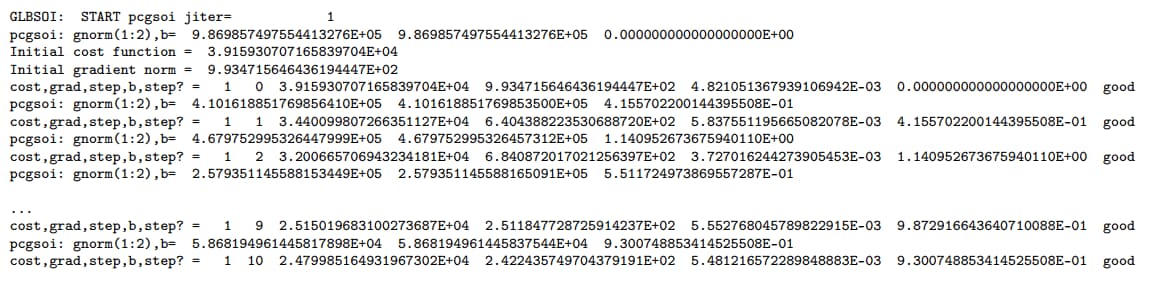 GLBSOI:  START pcgsoi jiter=            1
pcgsoi: gnorm(1:2),b=  9.869857497554413276E+05  9.869857497554413276E+05  0.000000000000000000E+00
Initial cost function =  3.915930707165839704E+04
Initial gradient norm =  9.934715646436194447E+02
cost,grad,step,b,step? =   1   0  3.915930707165839704E+04  9.934715646436194447E+02  4.821051367939106942E-03  0.000000000000000000E+00  good
pcgsoi: gnorm(1:2),b=  4.101618851769856410E+05  4.101618851769853500E+05  4.155702200144395508E-01
cost,grad,step,b,step? =   1   1  3.440099807266351127E+04  6.404388223530688720E+02  5.837551195665082078E-03  4.155702200144395508E-01  good
pcgsoi: gnorm(1:2),b=  4.679752995326447999E+05  4.679752995326457312E+05  1.140952673675940110E+00
cost,grad,step,b,step? =   1   2  3.200665706943234181E+04  6.840872017021256397E+02  3.727016244273905453E-03  1.140952673675940110E+00  good
pcgsoi: gnorm(1:2),b=  2.579351145588153449E+05  2.579351145588165091E+05  5.511724973869557287E-01
...
cost,grad,step,b,step? =   1   9  2.515019683100273687E+04  2.511847728725914237E+02  5.552768045789822915E-03  9.872916643640710088E-01  good
pcgsoi: gnorm(1:2),b=  5.868194961445817898E+04  5.868194961445837544E+04  9.300748853414525508E-01
cost,grad,step,b,step? =   1  10  2.479985164931967302E+04  2.422435749704379191E+02  5.481216572289848883E-03  9.300748853414525508E-01  good